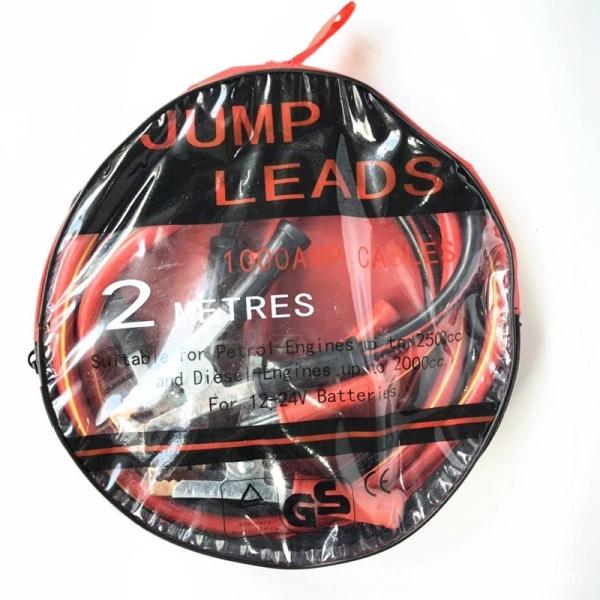 JUMP
LEADS
1000AMP CABLES
2 METRES
Suitable for Petrol Engines up to 2500cc
and Diesel Engines up to 2000cc.
For 12-24V Batteries.
GS
CE